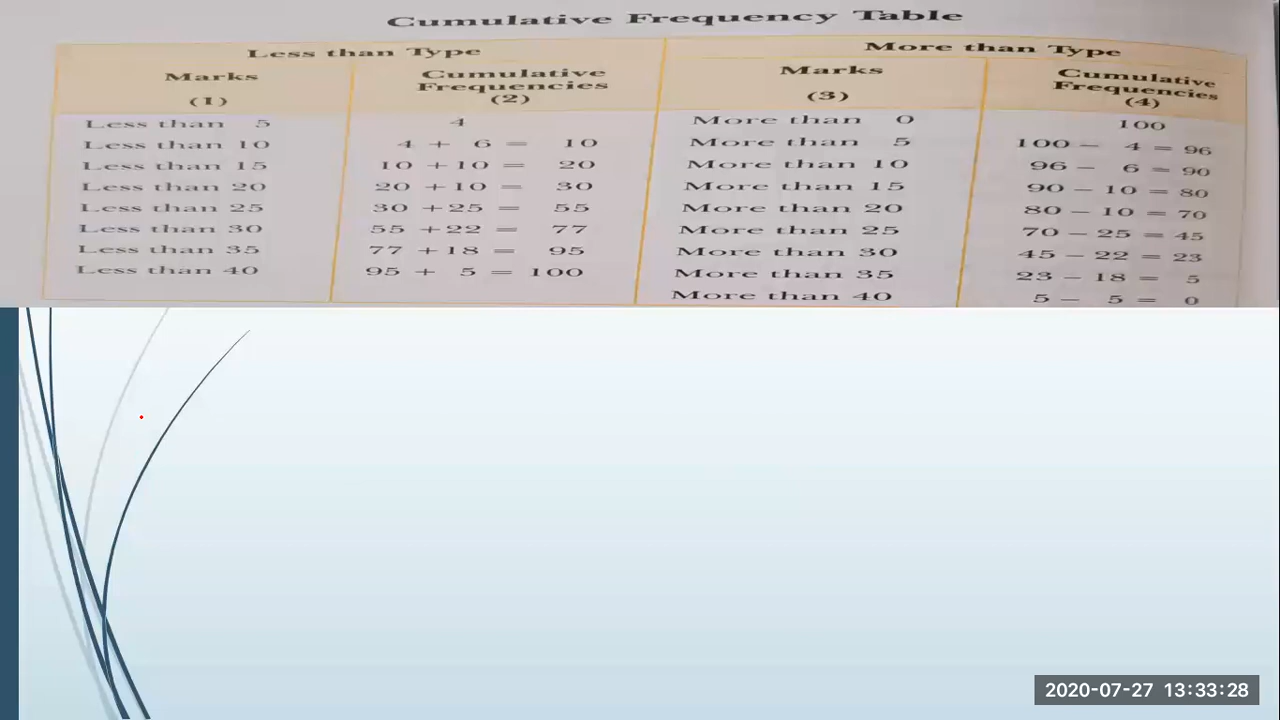 Cumulative Frequency Table
Less than Type More than Type
Marks (1) Cumulative Frequencies (2) Marks (3) Cumulative Frequencies (4)
Less than 5 4 More than 0 100
Less than 10 4 + 6 = 10 More than 5 100 − 4 = 96
Less than 15 10 + 10 = 20 More than 10 96 − 6 = 90
Less than 20 20 + 10 = 30 More than 15 90 − 10 = 80
Less than 25 30 + 25 = 55 More than 20 80 − 10 = 70
Less than 30 55 + 22 = 77 More than 25 70 − 25 = 45
Less than 35 77 + 18 = 95 More than 30 45 − 22 = 23
Less than 40 95 + 5 = 100 More than 35 23 − 18 = 5
More than 40 5 − 5 = 0
2020-07-27 13:33:28